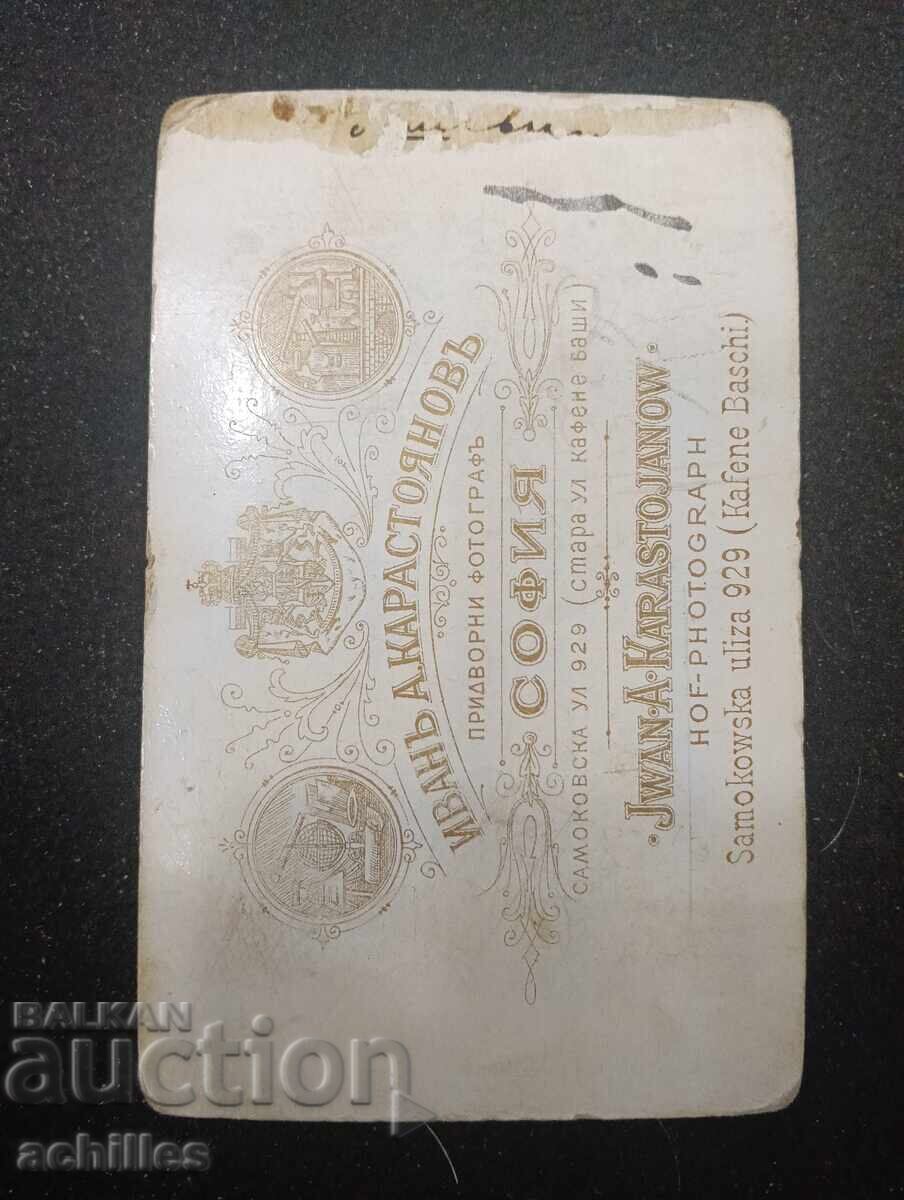 ИВАНЪ А. КАРАСТОЯНОВЪ
ПРИДВОРНИ ФОТОГРАФЪ
СОФИЯ
САМОКОВСКА УЛ 929 (стара ул кафене баши)
JWAN·A·KARASTOJANOW
HOF-PHOTOGRAPH
Samokowska uliza 929 (Kafene Baschi.)
BALKAN
auction
achilles